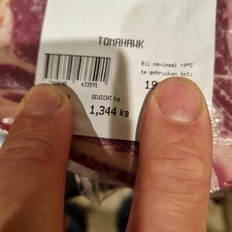 TOMAHAWK
Bij maximaal +4°C
te gebruiken tot:
433591
GEWICHT kg
1,344 kg